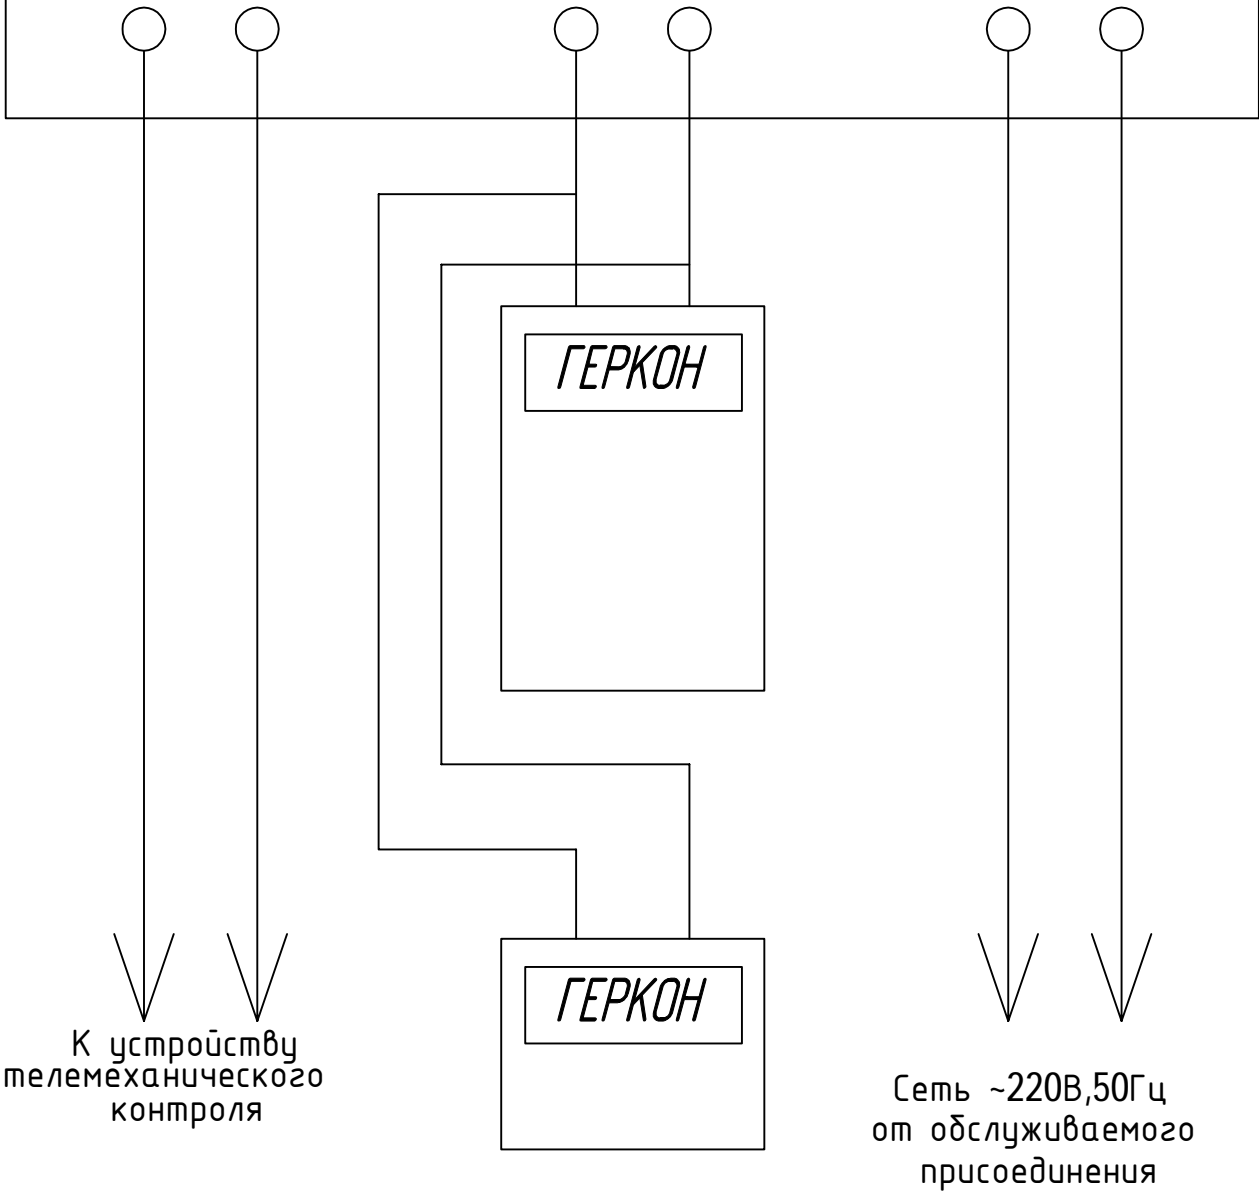 ГЕРКОН
ГЕРКОН
К устройству
телемеханического
контроля
Сеть ~220В,50Гц
от обслуживаемого
присоединения